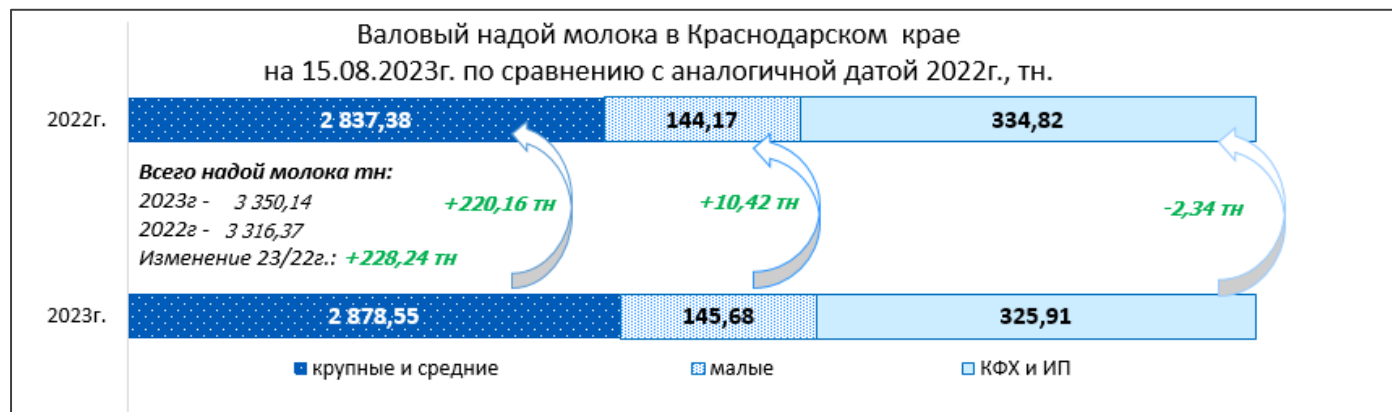 Валовый надой молока в Краснодарском крае
на 15.08.2023г. по сравнению с аналогичной датой 2022г., тн.
2022г.
2 837,38
144,17
334,82
Всего надой молока тн:
2023г - 3 350,14
2022г - 3 316,37
Изменение 23/22г.: +228,24 тн
+220,16 тн
+10,42 тн
-2,34 тн
2023г.
2 878,55
145,68
325,91
крупные и средние
малые
КФХ и ИП